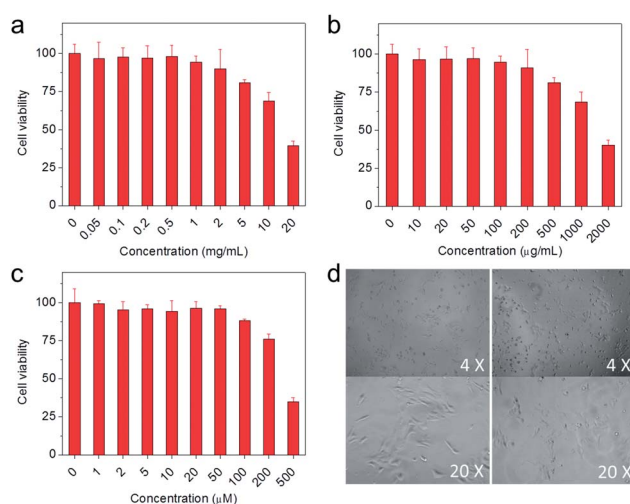 a
100
75
50
25
0
Cell viability
0 0.05 0.1 0.2 0.5 1 2 5 10 20
Concentration (mg/mL)
b
100
75
50
25
0
Cell viability
0 10 20 50 100 200 500 1000 2000
Concentration (μg/mL)
c
100
75
50
25
0
Cell viability
0 1 2 5 10 20 50 100 200 500
Concentration (μM)
d
4 X 4 X
20 X 20 X